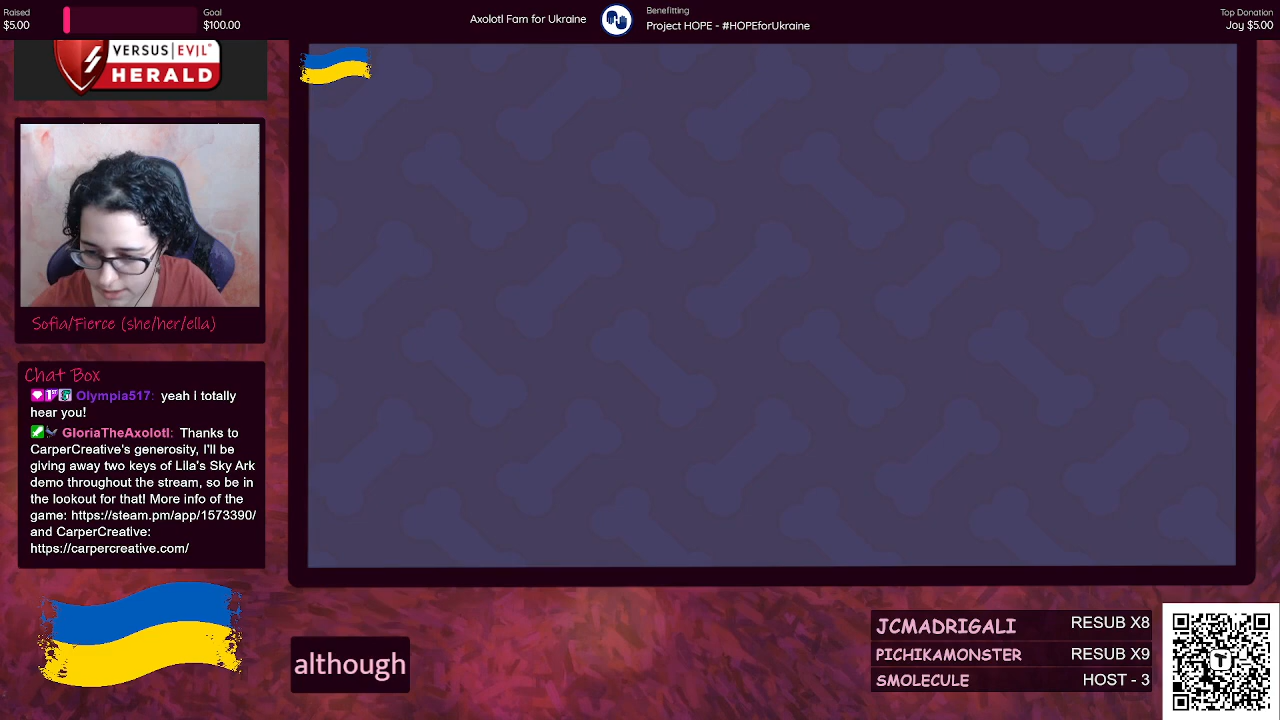 Raised
$5.00
Goal
$100.00
Axolotl Fam for Ukraine
Benefitting
Project HOPE - #HOPEforUkraine
Top Donation
Joy $5.00
VERSUS|EVIL
HERALD
Sofia/Fierce (she/her/ella)
Chat Box
Olympia517: yeah I totally
hear you!
GloriaTheAxolotl: Thanks to
CarperCreative's generosity, I'll be
giving away two keys of Lila's Sky Ark
demo throughout the stream, so be in
the lookout for that! More info of the
game: https://steam.pm/app/1573390/
and CarperCreative:
https://carpercreative.com/
although
JCMADRIGALI RESUB X8
PICHIKAMONSTER RESUB X9
SMOLECULE HOST - 3